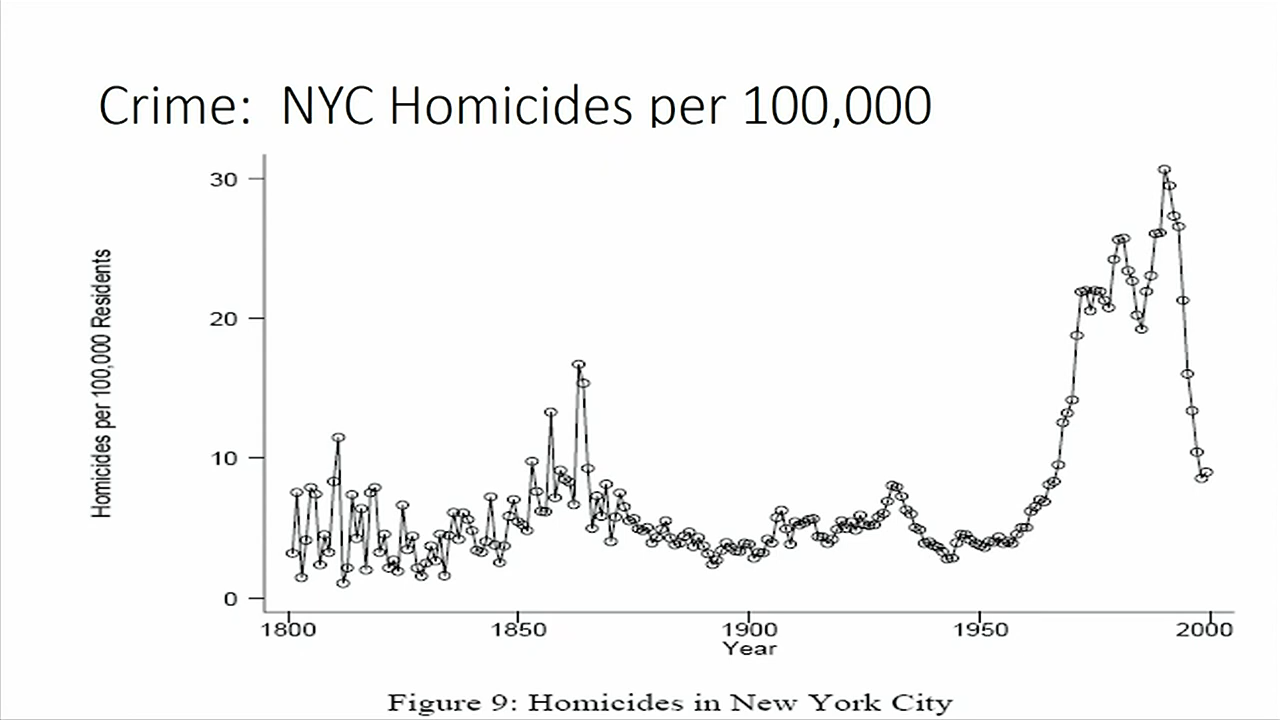 Crime: NYC Homicides per 100,000
Homicides per 100,000 Residents
30
20
10
0
1800 1850 1900 1950 2000
Year
Figure 9: Homicides in New York City